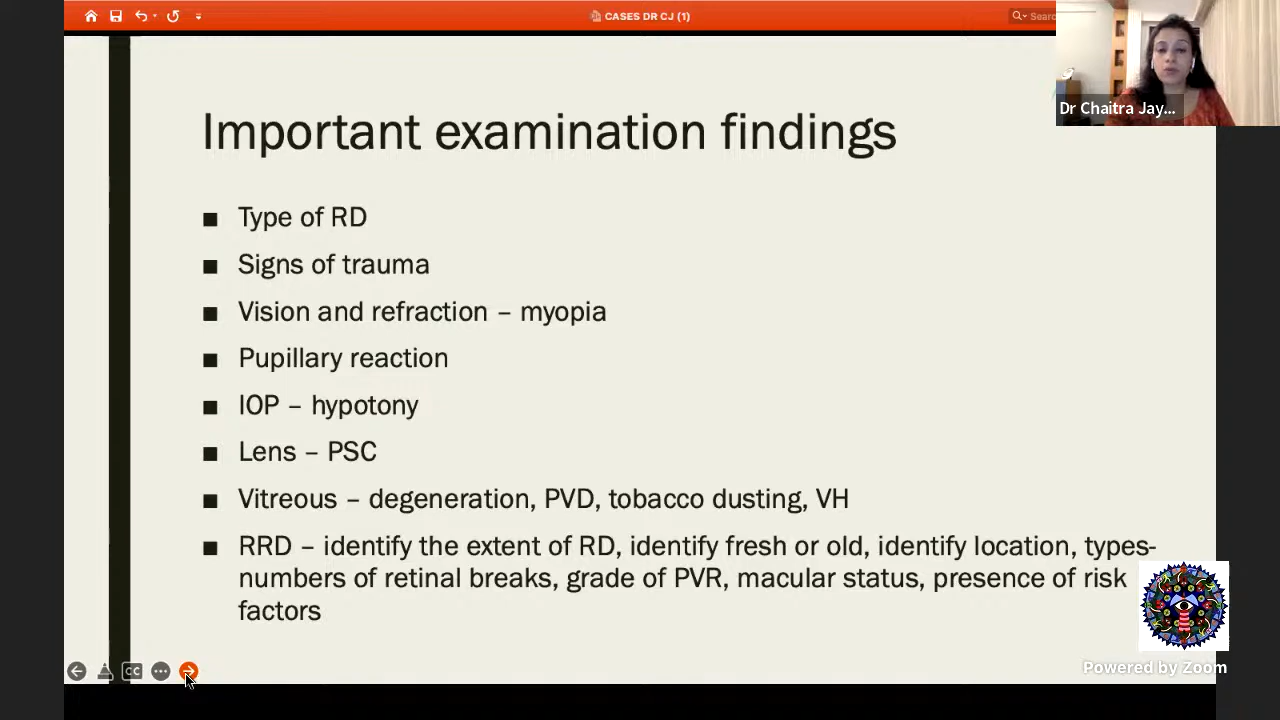 CASES DR CJ (1)
Sear
Dr Chaitra Jay...
Important examination findings
■ Type of RD
■ Signs of trauma
■ Vision and refraction – myopia
■ Pupillary reaction
■ IOP – hypotony
■ Lens – PSC
■ Vitreous – degeneration, PVD, tobacco dusting, VH
■ RRD – identify the extent of RD, identify fresh or old, identify location, types-
numbers of retinal breaks, grade of PVR, macular status, presence of risk
factors
CC
Powered by Zoom